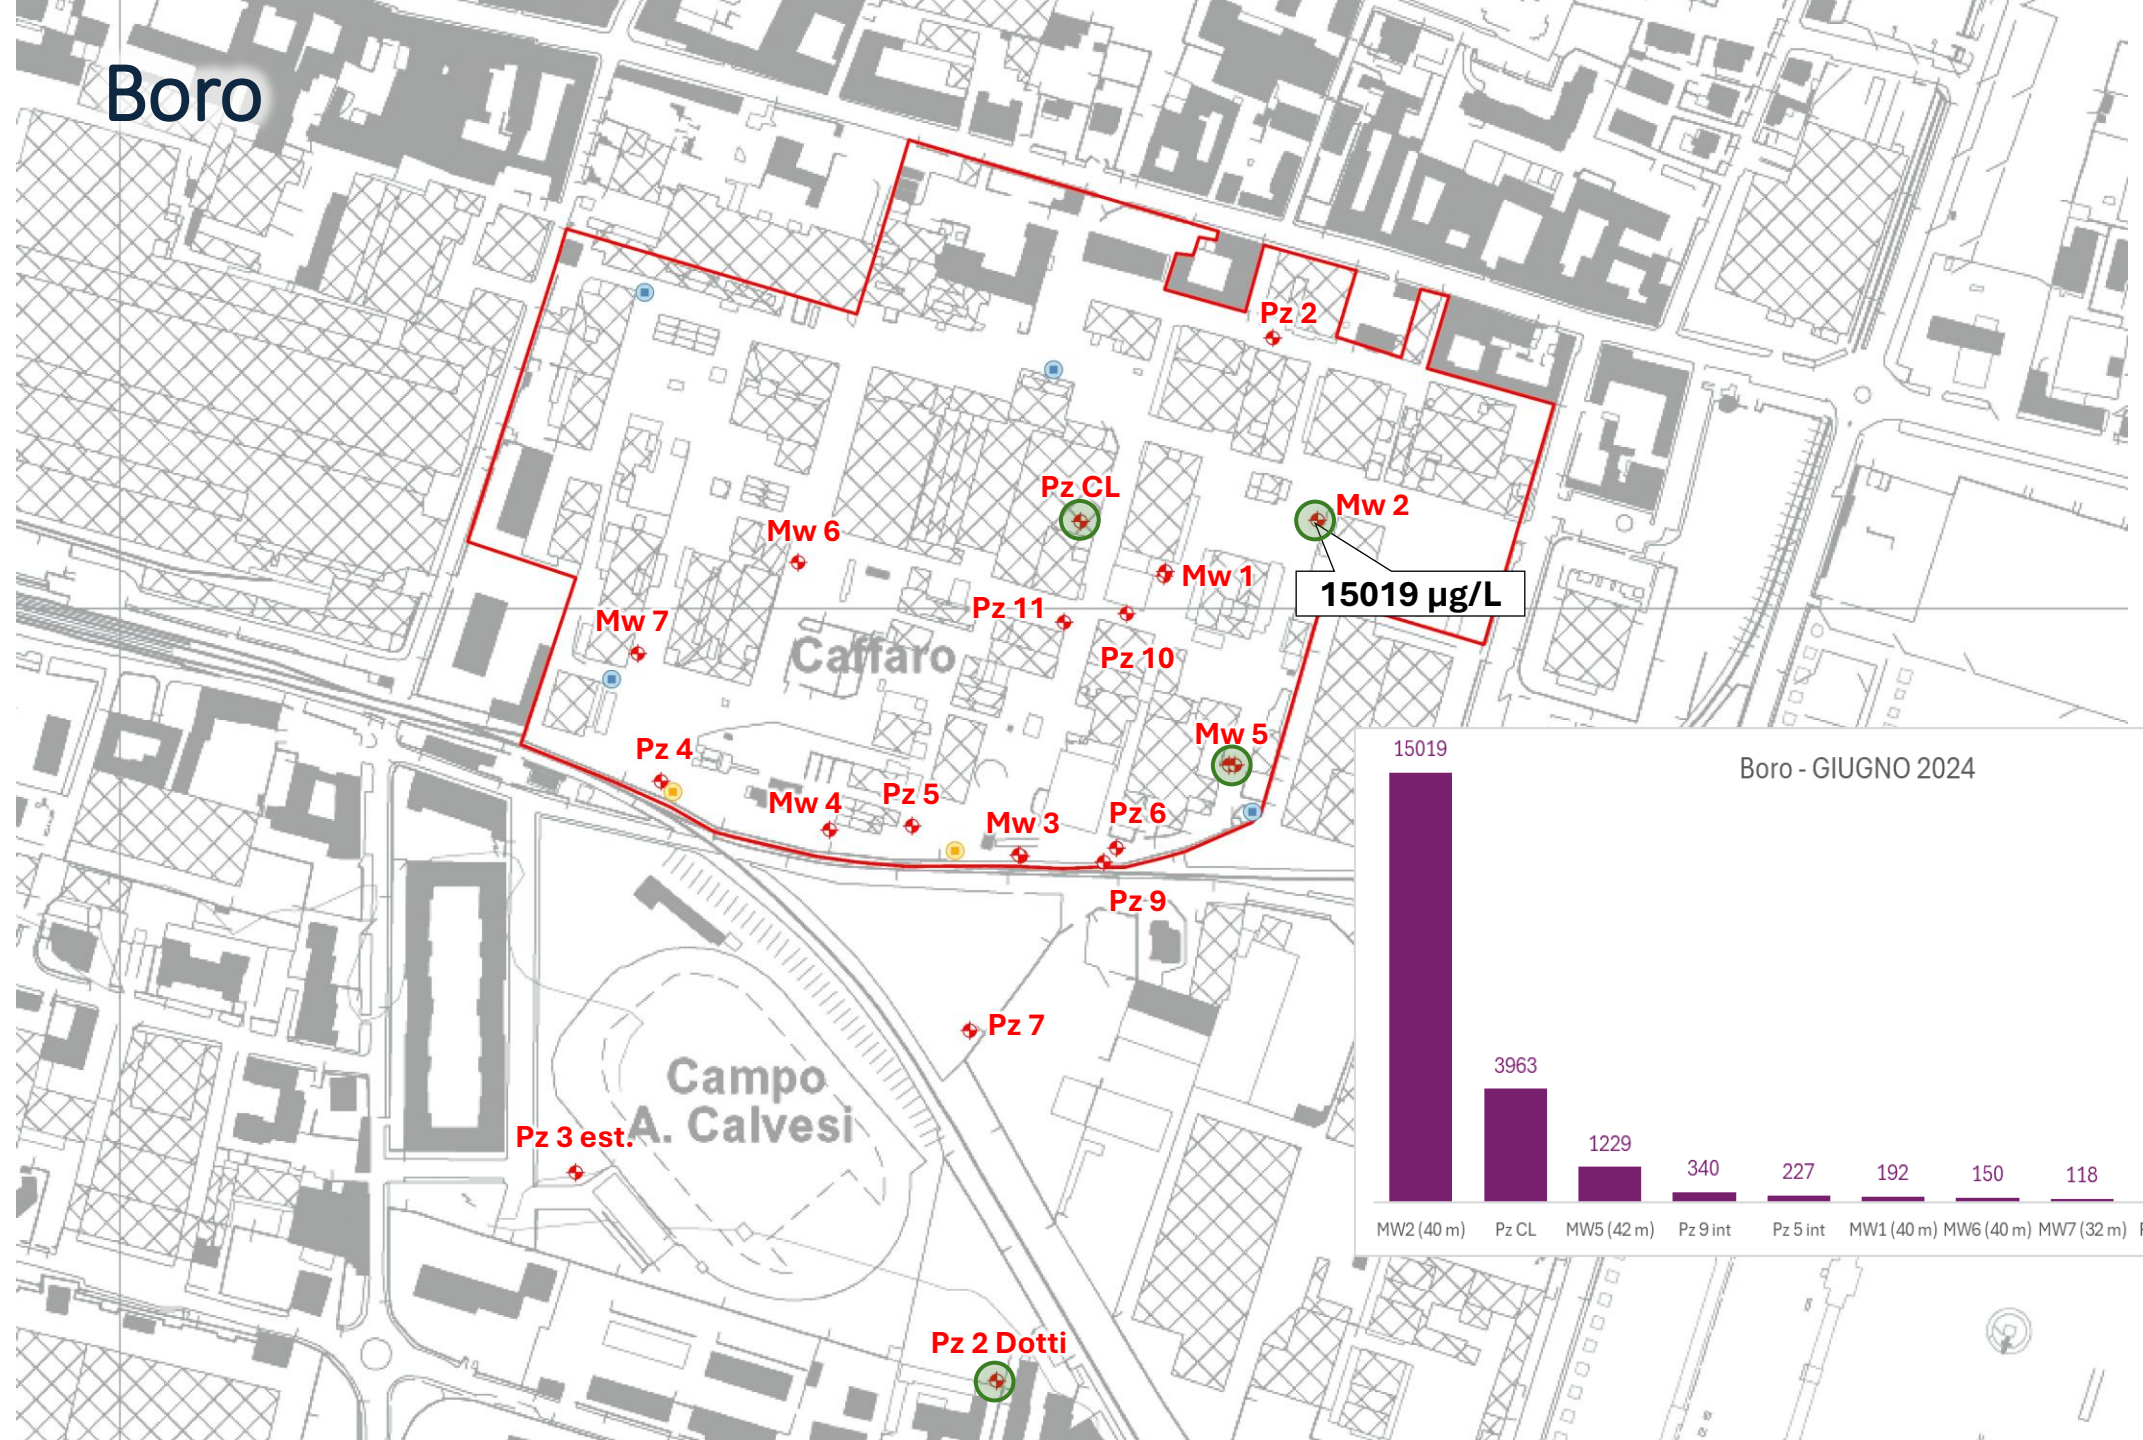 Boro
Pz 2
Pz CL
Mw 2
Mw 6
15019 µg/L
Mw 1
Pz 11
Mw 7
Caffaro
Pz 10
Mw 5
Pz 4
Pz 5
Mw 4
Mw 3
Pz 6
Pz 9
Pz 7
Campo
A. Calvesi
Pz 3 est.
Pz 2 Dotti
Boro - GIUGNO 2024
15019
3963
1229
340
227
192
150
118
MW2 (40 m)
Pz CL
MW5 (42 m)
Pz 9 int
Pz 5 int
MW1 (40 m)
MW6 (40 m)
MW7 (32 m)